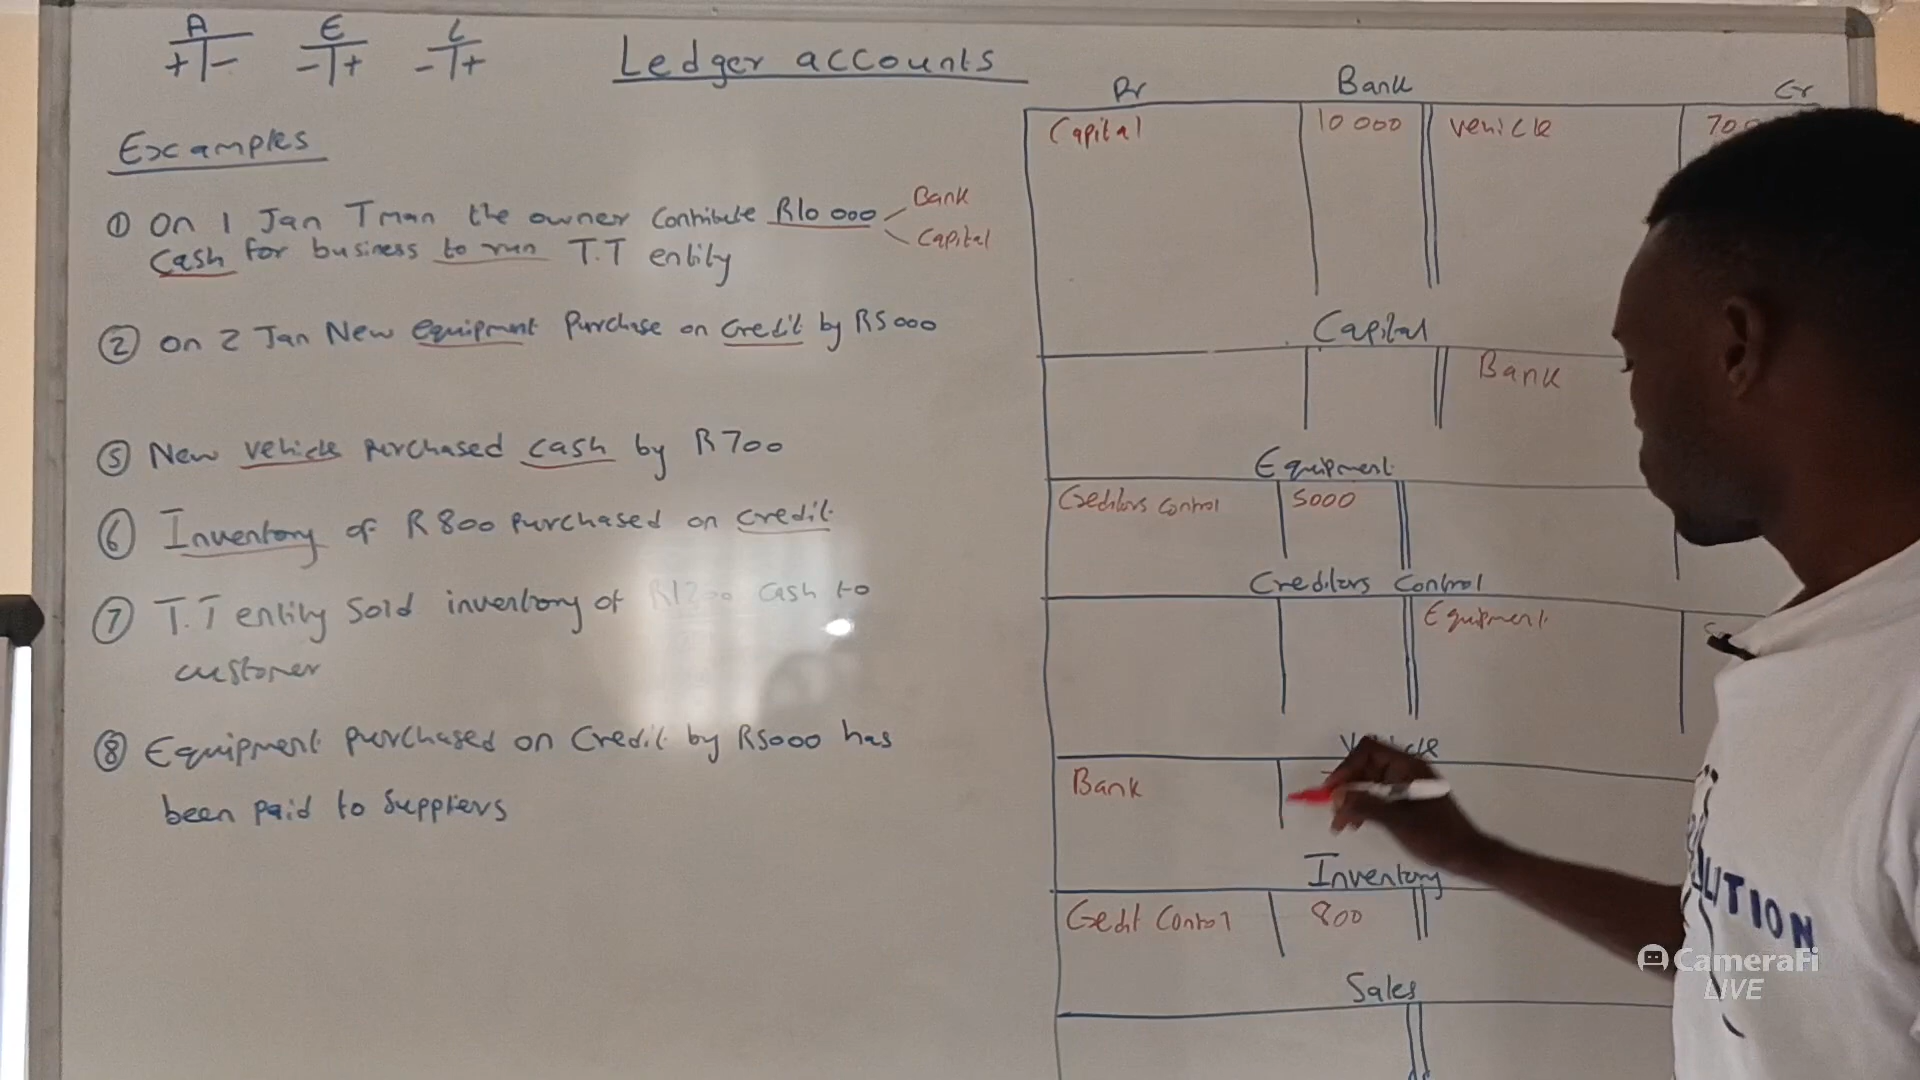 A E L
+ - - + - +
Ledger accounts
Examples
① On 1 Jan Tman the owner Contribute R10 000
Bank
Capital
Cash for business to run T.T entity
② on 2 Jan New equipment Purchase on credit by R5000
⑤ New vehicle purchased cash by R700
⑥ Inventory of R800 purchased on credit
⑦ T.T entity sold inventory of R1200 cash to
customer
⑧ Equipment purchased on credit by R5000 has
been paid to suppliers
Dr Bank Cr
Capital 10 000 vehicle
Capital
Bank
Equipment
Creditors control 5000
Creditors Control
Equipment
Bank
Inventory
Credit Control 800
Sales
CameraFi
LIVE